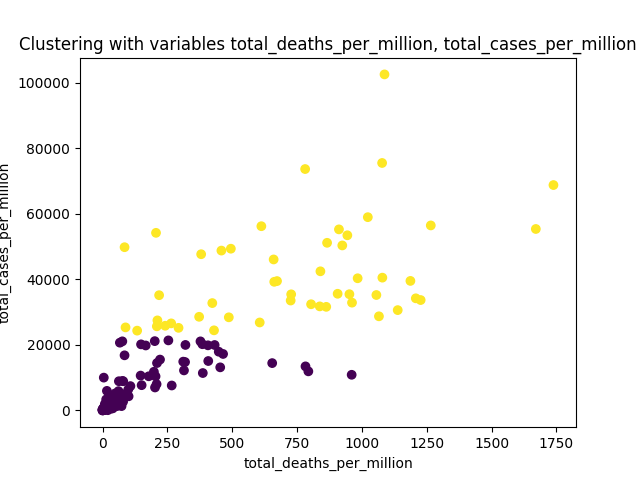 Clustering with variables total_deaths_per_million, total_cases_per_million
100000
80000
60000
40000
20000
0
total_cases_per_million
0 250 500 750 1000 1250 1500 1750
total_deaths_per_million